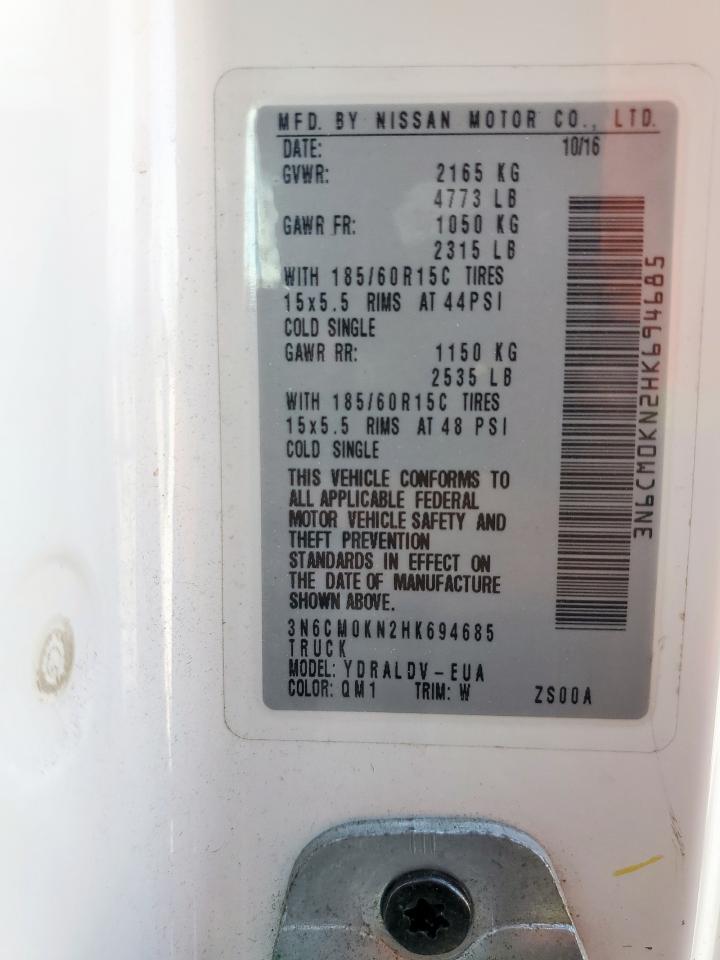 MFD. BY NISSAN MOTOR CO., LTD.
DATE: 10/16
GVWR: 2165 KG
4773 LB
GAWR FR: 1050 KG
2315 LB
WITH 185/60R15C TIRES
15x5.5 RIMS AT 44PSI
COLD SINGLE
GAWR RR: 1150 KG
2535 LB
WITH 185/60R15C TIRES
15x5.5 RIMS AT 48 PSI
COLD SINGLE
THIS VEHICLE CONFORMS TO
ALL APPLICABLE FEDERAL
MOTOR VEHICLE SAFETY AND
THEFT PREVENTION
STANDARDS IN EFFECT ON
THE DATE OF MANUFACTURE
SHOWN ABOVE.
3N6CM0KN2HK694685
TRUCK
MODEL: YDRALDV-EUA
COLOR: QM1 TRIM: W ZS00A
3N6CM0KN2HK694685